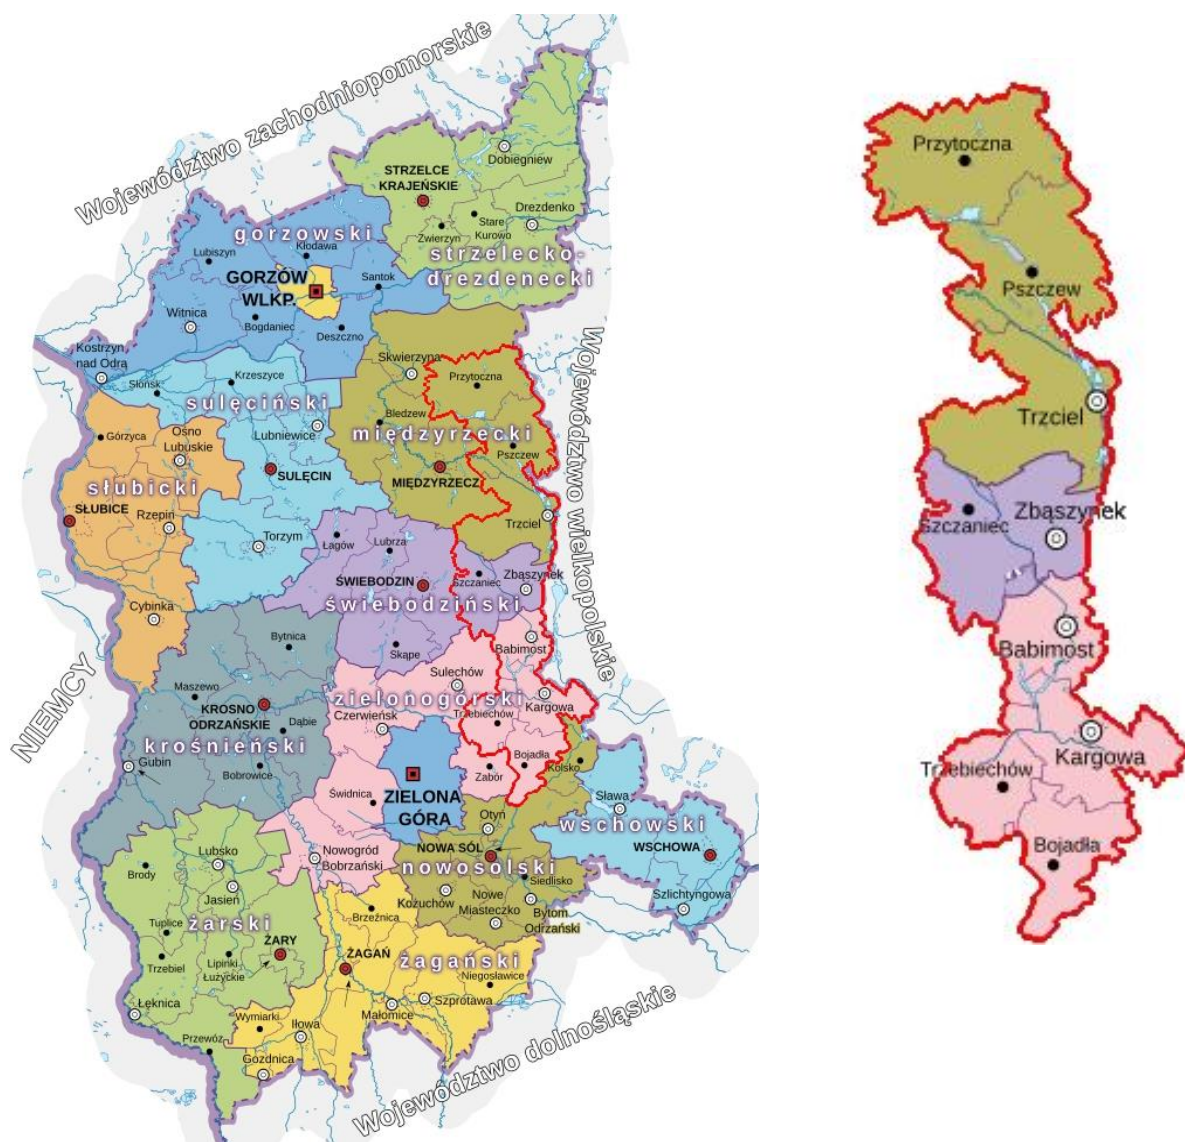 Województwo zachodniopomorskie
Dobiegniew
STRZELCE
KRAJEŃSKIE
Drezdenko
Stare
Kurowo
Zwierzyn
strzelecko-
drezdenecki
gorzowski
Lubiszyn
Kłodawa
GORZÓW
WLKP.
Santok
Witnica
Bogdaniec
Deszczno
Kostrzyn
nad Odrą
Skwierzyna
Słońsk
Krzeszyce
Przytoczna
sulęciński
Bledzew
Lubniewice
międzyrzecki
Górzyca
Ośno
Lubuskie
Pszczew
SULĘCIN
MIĘDZYRZECZ
słubicki
SŁUBICE
Rzepin
Trzciel
Torzym
Łagów
Lubrza
Województwo wielkopolskie
ŚWIEBODZIN
Szczaniec
Zbąszynek
świebodziński
Cybinka
Bytnica
Skąpe
Babimost
NIEMCY
Maszewo
Sulechów
zielonogórski
KROSNO
ODRZAŃSKIE
Dąbie
Czerwieńsk
Trzebiechów
Kargowa
krośnieński
Gubin
Bobrowice
Zabór
Bojadła
Kolsko
Świdnica
ZIELONA
GÓRA
Sława
Otyń
wschowski
WSCHOWA
Lubsko
Nowogród
Bobrzański
NOWA SÓL
nowosolski
Brody
Jasień
Siedlisko
Kożuchów
Nowe
Miasteczko
Szlichtyngowa
Bytom
Odrzański
Tuplice
żarski
Brzeźnica
ŻARY
ŻAGAŃ
żagański
Trzebiel
Lipinki
Łużyckie
Niegosławice
Łęknica
Szprotawa
Małomice
Wymiarki
Iłowa
Przewóz
Gozdnica
Województwo dolnośląskie
Przytoczna
Pszczew
Trzciel
Szczaniec
Zbąszynek
Babimost
Kargowa
Trzebiechów
Bojadła